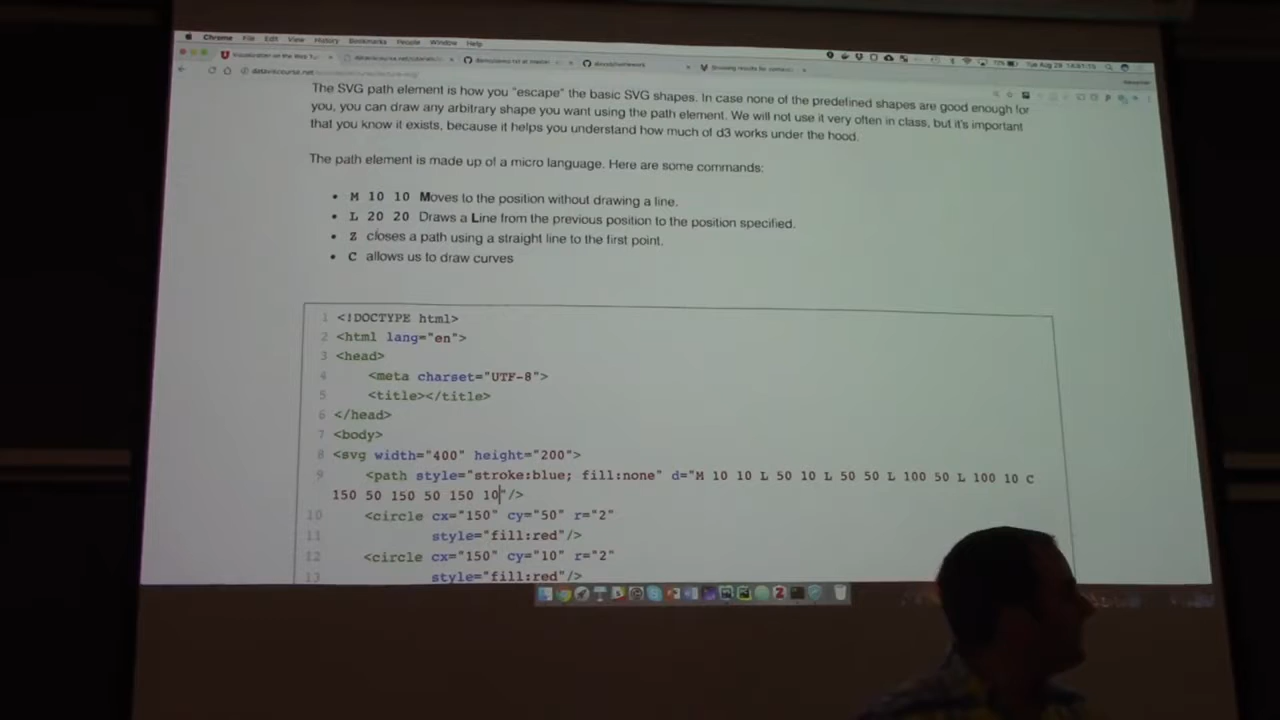 Chrome File Edit View History Bookmarks People Window Help
The SVG path element is how you "escape" the basic SVG shapes. In case none of the predefined shapes are good enough for
you, you can draw any arbitrary shape you want using the path element. We will not use it very often in class, but it's important
that you know it exists, because it helps you understand how much of d3 works under the hood.
The path element is made up of a micro language. Here are some commands:
• M 10 10 Moves to the position without drawing a line.
• L 20 20 Draws a Line from the previous position to the position specified.
• Z closes a path using a straight line to the first point.
• C allows us to draw curves
1 <!DOCTYPE html>
2 <html lang="en">
3 <head>
4 <meta charset="UTF-8">
5 <title></title>
6 </head>
7 <body>
8 <svg width="400" height="200">
9 <path style="stroke:blue; fill:none" d="M 10 10 L 50 10 L 50 50 L 100 50 L 100 10 C
150 50 150 50 150 10"/>
10 <circle cx="150" cy="50" r="2"
11 style="fill:red"/>
12 <circle cx="150" cy="10" r="2"
13 style="fill:red"/>